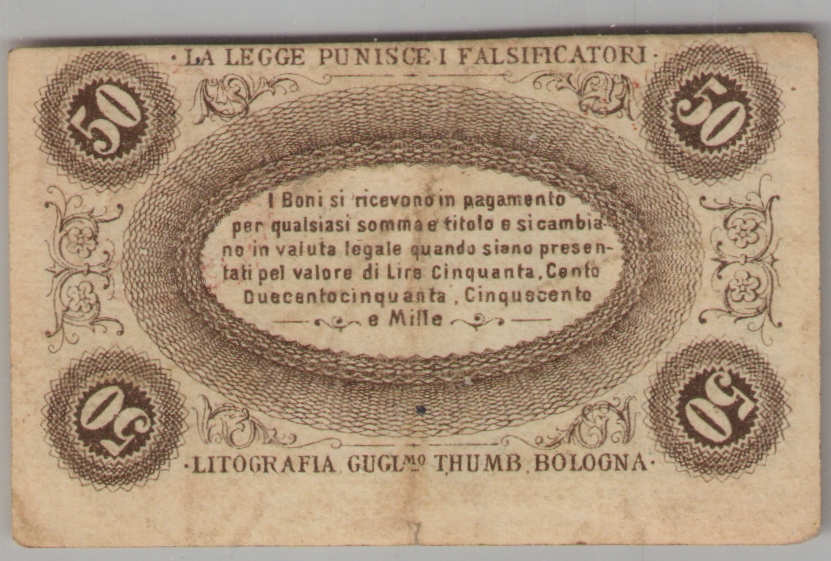 50
· LA LEGGE PUNISCE I FALSIFICATORI ·
50
I Boni si ricevono in pagamento
per qualsiasi somma e titolo e si cambia-
no in valuta legale quando siano presen-
tati pel valore di Lire Cinquanta, Cento
Duecentocinquanta, Cinquecento
e Mille
50
· LITOGRAFIA GUGLᴹᴼ THUMB, BOLOGNA ·
50